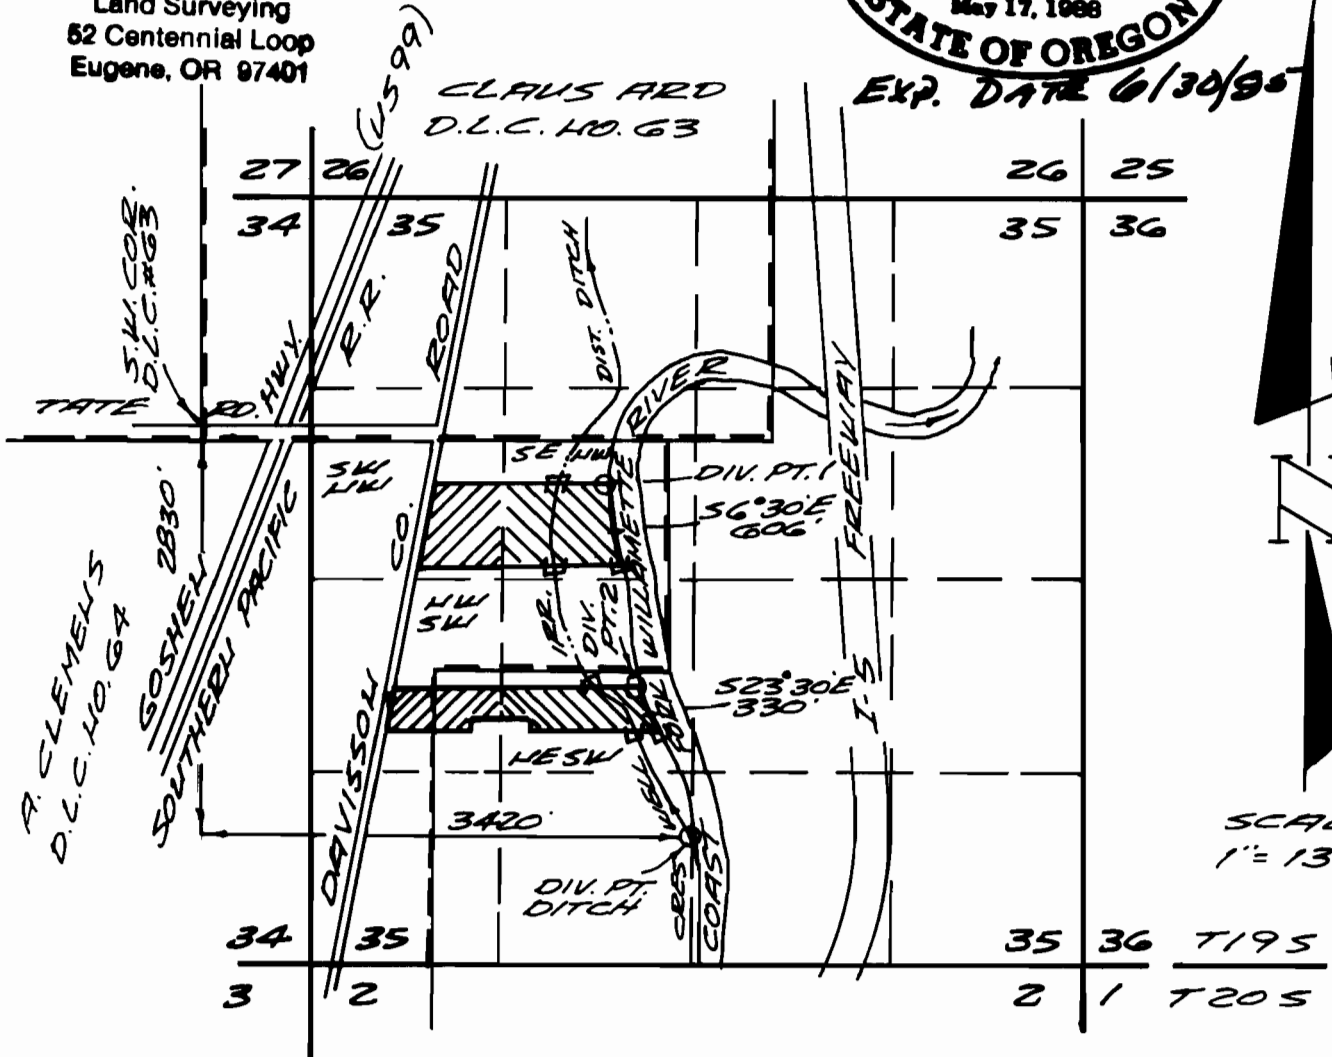 Land Surveying
52 Centennial Loop
Eugene, OR 97401
May 17, 1988
STATE OF OREGON
EXP. DATE 6/30/95
(US 99)
CLAUS ARD
D.L.C. NO. 63
27 26
26 25
34 35
35 36
S.W. COR.
D.L.C. #63
HWY.
R.R.
ROAD
DIST. DITCH
RIVER
FREEWAY
TATE RD.
SE NW
SW
NW
DIV. PT. 1
S6°30'E
606'
2830'
CO.
WILLAMETTE
A. CLEMENS
D.L.C. NO. 64
GOSHEN
SOUTHERN PACIFIC
NW
SW
IRR.
DIV.
PT. 2
S23°30'E
330'
I-5
NESW
DAVISSON
3420'
DIV. PT.
DITCH
COAST
SCA
1"= 13
34 35
35 36 T19S
3 2
2 1 T20S